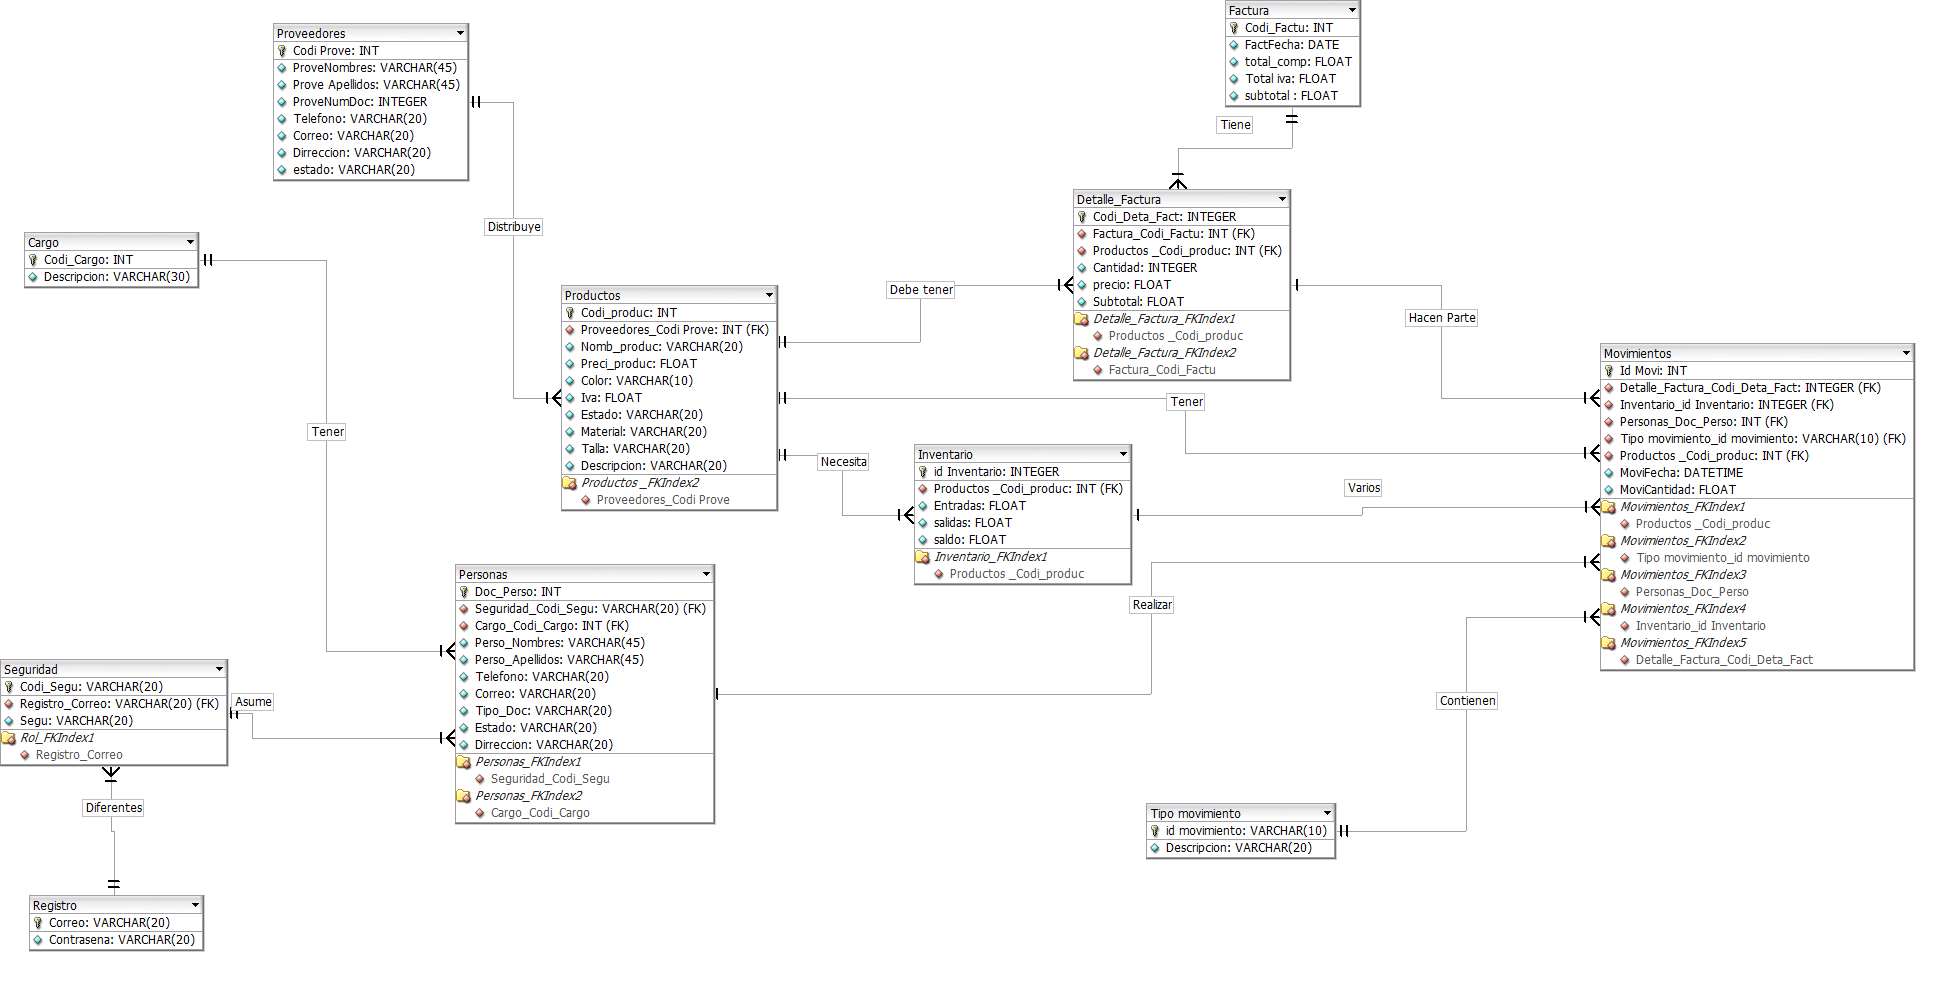 Proveedores
Codi Prove: INT
ProveNombres: VARCHAR(45)
Prove Apellidos: VARCHAR(45)
ProveNumDoc: INTEGER
Telefono: VARCHAR(20)
Correo: VARCHAR(20)
Dirreccion: VARCHAR(20)
estado: VARCHAR(20)
Factura
Codi_Factu: INT
FactFecha: DATE
total_comp: FLOAT
Total iva: FLOAT
subtotal : FLOAT
Tiene
Distribuye
Cargo
Codi_Cargo: INT
Descripcion: VARCHAR(30)
Tener
Productos
Codi_produc: INT
Proveedores_Codi Prove: INT (FK)
Nomb_produc: VARCHAR(20)
Preci_produc: FLOAT
Color: VARCHAR(10)
Iva: FLOAT
Estado: VARCHAR(20)
Material: VARCHAR(20)
Talla: VARCHAR(20)
Descripcion: VARCHAR(20)
Productos _FKIndex2
Proveedores_Codi Prove
Debe tener
Detalle_Factura
Codi_Deta_Fact: INTEGER
Factura_Codi_Factu: INT (FK)
Productos _Codi_produc: INT (FK)
Cantidad: INTEGER
precio: FLOAT
Subtotal: FLOAT
Detalle_Factura_FKIndex1
Productos _Codi_produc
Detalle_Factura_FKIndex2
Factura_Codi_Factu
Hacen Parte
Tener
Necesita
Inventario
id Inventario: INTEGER
Productos _Codi_produc: INT (FK)
Entradas: FLOAT
salidas: FLOAT
saldo: FLOAT
Inventario_FKIndex1
Productos _Codi_produc
Varios
Movimientos
Id Movi: INT
Detalle_Factura_Codi_Deta_Fact: INTEGER (FK)
Inventario_id Inventario: INTEGER (FK)
Personas_Doc_Perso: INT (FK)
Tipo movimiento_id movimiento: VARCHAR(10) (FK)
Productos _Codi_produc: INT (FK)
MoviFecha: DATETIME
MoviCantidad: FLOAT
Movimientos_FKIndex1
Productos _Codi_produc
Movimientos_FKIndex2
Tipo movimiento_id movimiento
Movimientos_FKIndex3
Personas_Doc_Perso
Movimientos_FKIndex4
Inventario_id Inventario
Movimientos_FKIndex5
Detalle_Factura_Codi_Deta_Fact
Personas
Doc_Perso: INT
Seguridad_Codi_Segu: VARCHAR(20) (FK)
Cargo_Codi_Cargo: INT (FK)
Perso_Nombres: VARCHAR(45)
Perso_Apellidos: VARCHAR(45)
Telefono: VARCHAR(20)
Correo: VARCHAR(20)
Tipo_Doc: VARCHAR(20)
Estado: VARCHAR(20)
Dirreccion: VARCHAR(20)
Personas_FKIndex1
Seguridad_Codi_Segu
Personas_FKIndex2
Cargo_Codi_Cargo
Realizar
Seguridad
Codi_Segu: VARCHAR(20)
Registro_Correo: VARCHAR(20) (FK)
Segu: VARCHAR(20)
Rol_FKIndex1
Registro_Correo
Asume
Contienen
Diferentes
Tipo movimiento
id movimiento: VARCHAR(10)
Descripcion: VARCHAR(20)
Registro
Correo: VARCHAR(20)
Contrasena: VARCHAR(20)